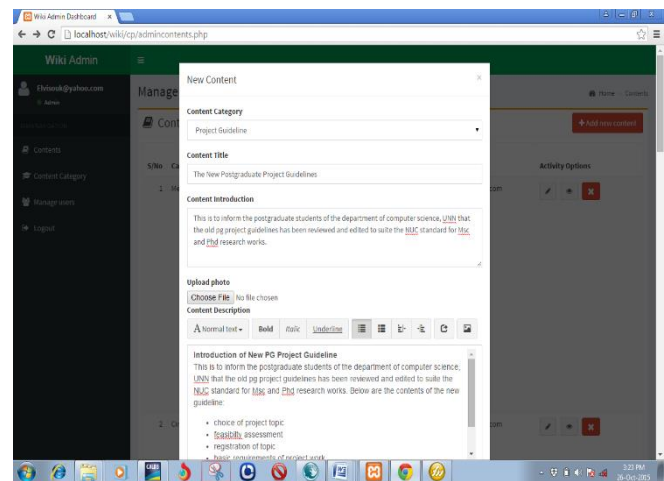 Wiki Admin Dashboard
localhost/wiki/cp/admincontents.php
Wiki Admin
Admin
Manage
Home
Contents
Cont
+ Add new content
Contents
Content Category
Manage users
Logout
S/No
Activity Options
1
2
New Content
×
Content Category
Project Guideline
Content Title
The New Postgraduate Project Guidelines
Content Introduction
This is to inform the postgraduate students of the department of computer science, UNN that
the old pg project guidelines has been reviewed and edited to suite the NUC standard for Msc
and Phd research works.
Upload photo
Choose File No file chosen
Content Description
A Normal text Bold Italic Underline
Introduction of New PG Project Guideline
This is to inform the postgraduate students of the department of computer science,
UNN that the old pg project guidelines has been reviewed and edited to suite the
NUC standard for Msc and Phd research works. Below are the contents of the new
guideline:
choice of project topic
feasibilty assessment
registration of topic
basic requirements of project work
3:23 PM
26-Oct-2015